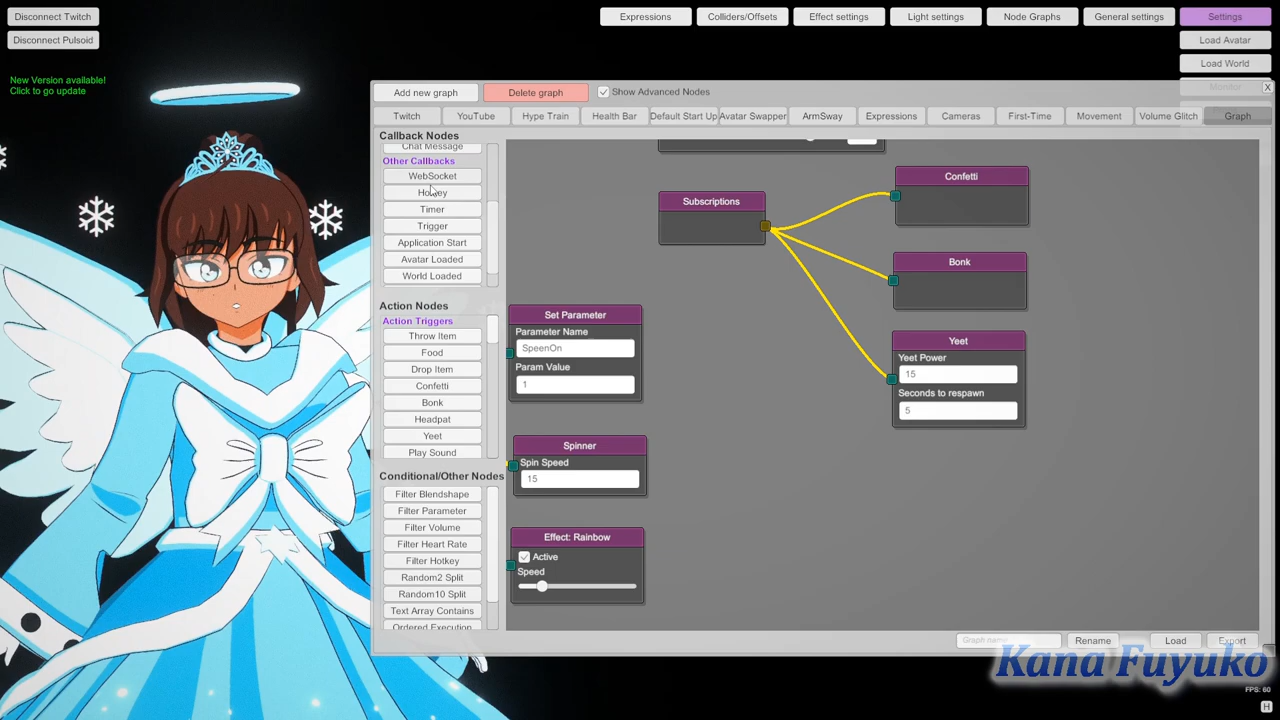 Disconnect Twitch
Disconnect Pulsoid
New Version available!
Click to go update
Expressions
Colliders/Offsets
Effect settings
Light settings
Node Graphs
General settings
Settings
Load Avatar
Load World
Monitor
X
Add new graph
Delete graph
Show Advanced Nodes
Twitch
YouTube
Hype Train
Health Bar
Default Start Up
Avatar Swapper
ArmSway
Expressions
Cameras
First-Time
Movement
Volume Glitch
Graph
Callback Nodes
Chat Message
Other Callbacks
WebSocket
Hotkey
Timer
Trigger
Application Start
Avatar Loaded
World Loaded
Action Nodes
Action Triggers
Throw Item
Food
Drop Item
Confetti
Bonk
Headpat
Yeet
Play Sound
Conditional/Other Nodes
Filter Blendshape
Filter Parameter
Filter Volume
Filter Heart Rate
Filter Hotkey
Random2 Split
Random10 Split
Text Array Contains
Ordered Execution
Subscriptions
Confetti
Bonk
Yeet
Yeet Power
15
Seconds to respawn
5
Set Parameter
Parameter Name
SpeenOn
Param Value
1
Spinner
Spin Speed
15
Effect: Rainbow
Active
Speed
Graph name
Rename
Load
Export
Kana Fuyuko
FPS: 60
H